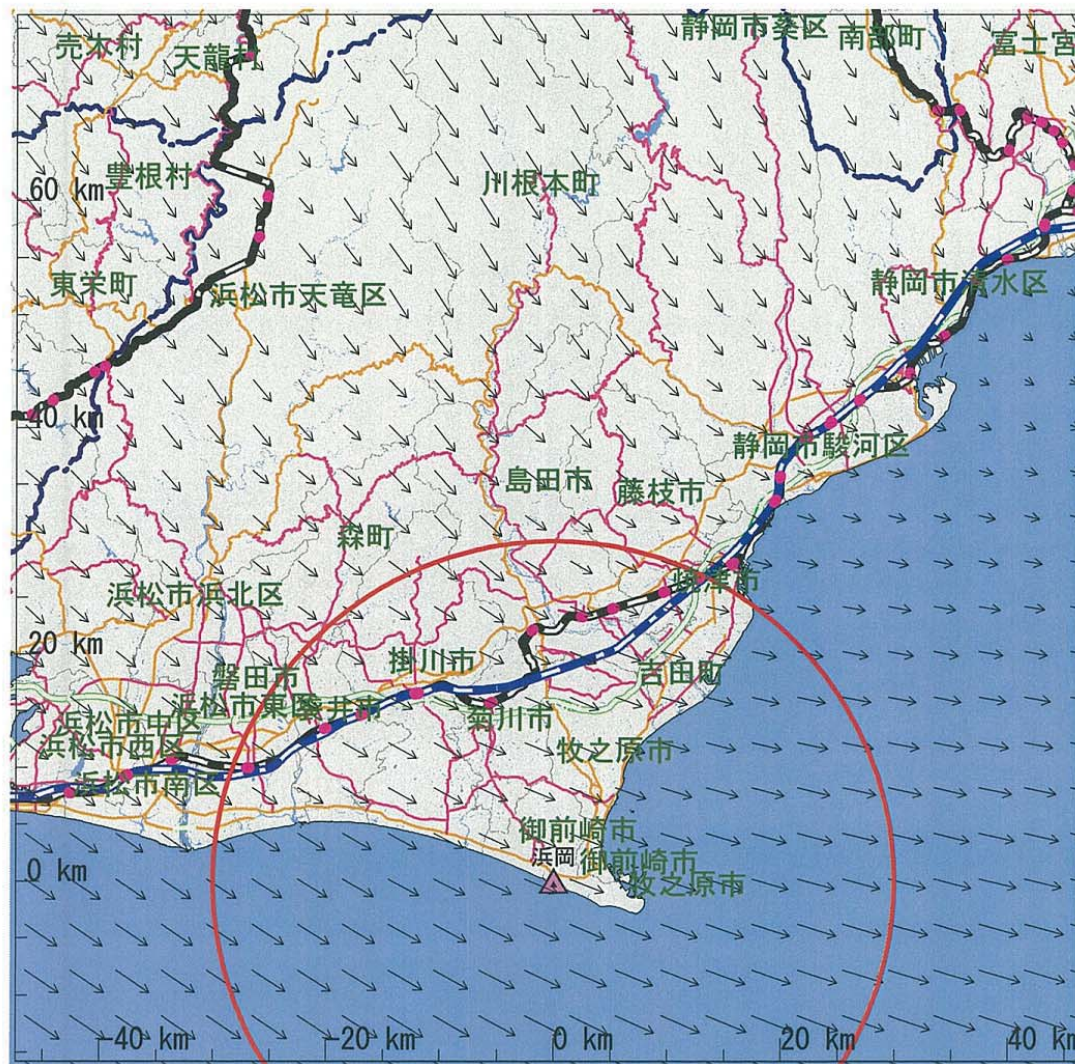 静岡市葵区
南部町
富士宮
売木村
天龍村
60 km
豊根村
川根本町
東栄町
浜松市天竜区
静岡市清水区
40 km
静岡市駿河区
島田市
藤枝市
森町
焼津市
浜松市浜北区
20 km
掛川市
磐田市
吉田町
浜松市東区
袋井市
菊川市
浜松市中区
浜松市西区
牧之原市
浜松市南区
御前崎市
浜岡
御前崎市
0 km
牧之原市
-40 km
-20 km
0 km
20 km
40 km